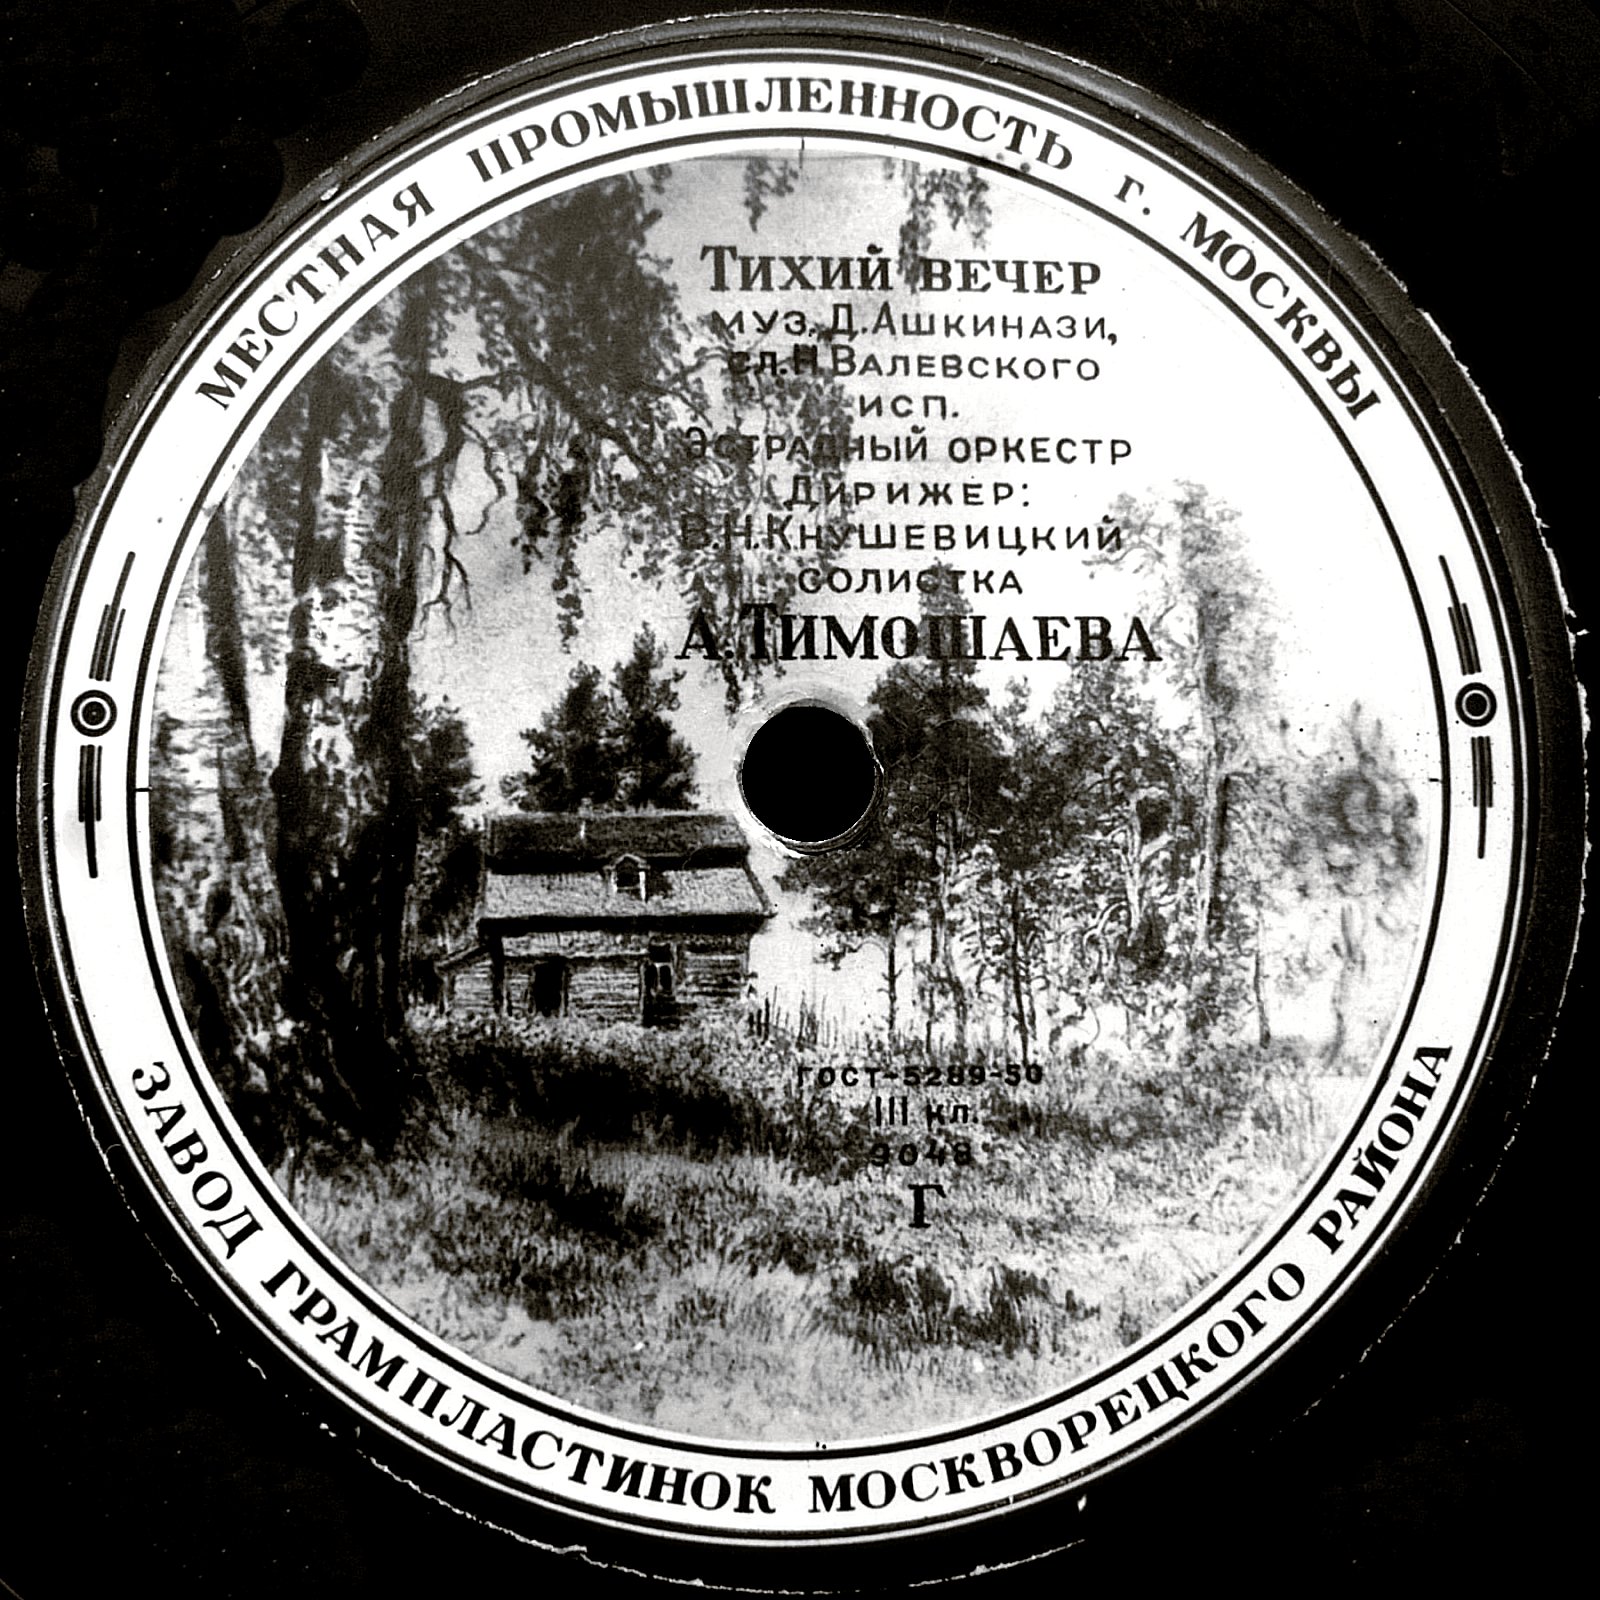 МЕСТНАЯ ПРОМЫШЛЕННОСТЬ г. МОСКВЫ
ТИХИЙ ВЕЧЕР
МУЗ. Д. АШКИНАЗИ,
СЛ. Н. ВАЛЕВСКОГО
ИСП.
ЭСТРАДНЫЙ ОРКЕСТР
ДИРИЖЕР:
В. Н. КНУШЕВИЦКИЙ
СОЛИСТКА
А. ТИМОШАЕВА
ГОСТ-5289-50
III кл.
9048
Г
ЗАВОД ГРАМПЛАСТИНОК МОСКВОРЕЦКОГО РАЙОНА